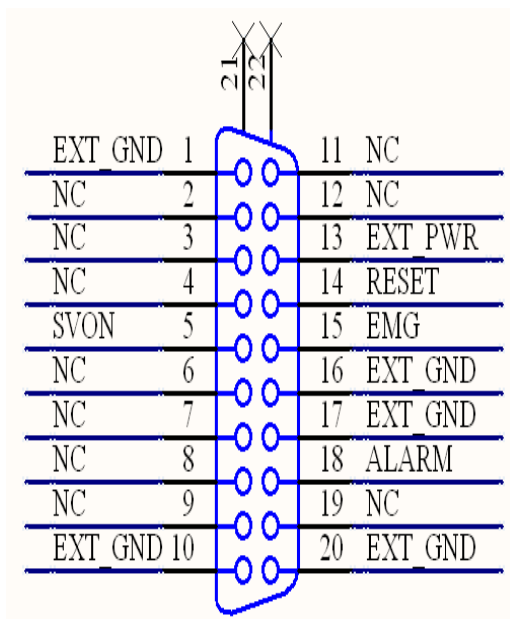 21 22
EXT_GND 1 11 NC
NC 2 12 NC
NC 3 13 EXT_PWR
NC 4 14 RESET
SVON 5 15 EMG
NC 6 16 EXT_GND
NC 7 17 EXT_GND
NC 8 18 ALARM
NC 9 19 NC
EXT_GND 10 20 EXT_GND